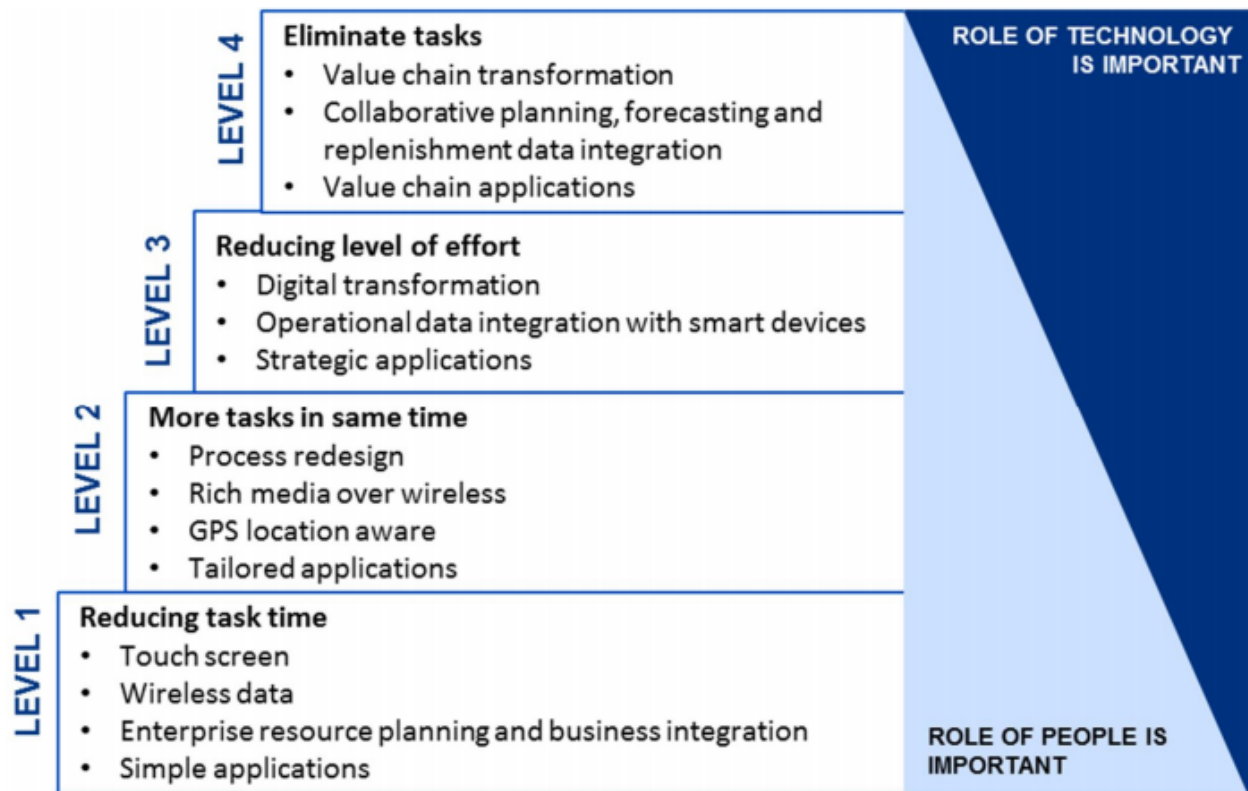 LEVEL 4
Eliminate tasks
• Value chain transformation
• Collaborative planning, forecasting and
replenishment data integration
• Value chain applications
ROLE OF TECHNOLOGY
IS IMPORTANT
LEVEL 3
Reducing level of effort
• Digital transformation
• Operational data integration with smart devices
• Strategic applications
LEVEL 2
More tasks in same time
• Process redesign
• Rich media over wireless
• GPS location aware
• Tailored applications
LEVEL 1
Reducing task time
• Touch screen
• Wireless data
• Enterprise resource planning and business integration
• Simple applications
ROLE OF PEOPLE IS
IMPORTANT